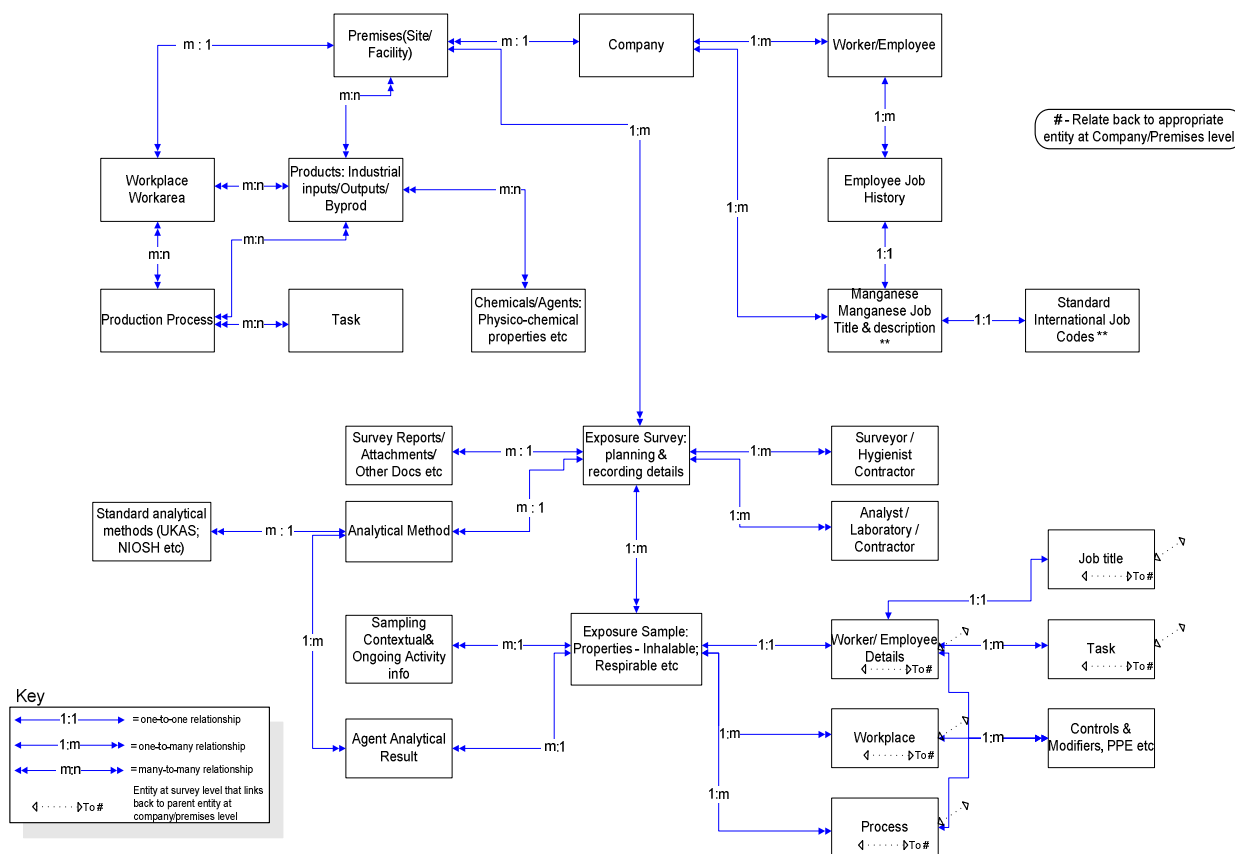 Premises(Site/
Facility)
m : 1
Company
1:m
Worker/Employee
m : 1
m:n
1:m
1:m
# - Relate back to appropriate
entity at Company/Premises level
Workplace
Workarea
m:n
Products: Industrial
inputs/Outputs/
Byprod
m:n
Employee Job
History
1:m
m:n
m:n
1:1
Production Process
m:n
Task
Chemicals/Agents:
Physico-chemical
properties etc
Manganese
Manganese Job
Title & description
**
1:1
Standard
International Job
Codes **
Survey Reports/
Attachments/
Other Docs etc
m : 1
Exposure Survey:
planning &
recording details
1:m
Surveyor /
Hygienist
Contractor
m : 1
1:m
Standard analytical
methods (UKAS;
NIOSH etc)
m : 1
Analytical Method
Analyst /
Laboratory /
Contractor
1:m
Job title
To #
1:1
1:m
Sampling
Contextual&
Ongoing Activity
info
m:1
Exposure Sample:
Properties - Inhalable;
Respirable etc
1:1
Worker/ Employee
Details
To #
1:m
Task
To #
Agent Analytical
Result
m:1
1:m
Workplace
To #
1:m
Controls &
Modifiers, PPE etc
1:m
Process
To #
Key
1:1
= one-to-one relationship
1:m
= one-to-many relationship
m:n
= many-to-many relationship
To #
Entity at survey level that links
back to parent entity at
company/premises level